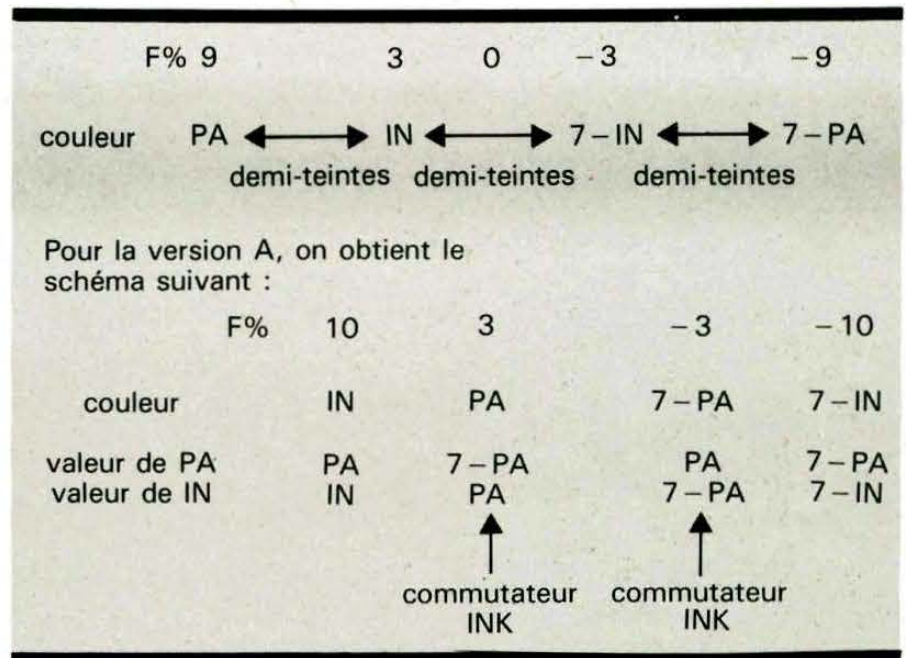 F% 9 3 0 −3 −9
couleur PA IN 7−IN 7−PA
demi-teintes demi-teintes demi-teintes
Pour la version A, on obtient le
schéma suivant :
F% 10 3 −3 −10
couleur IN PA 7−PA 7−IN
valeur de PA PA 7−PA PA 7−PA
valeur de IN IN PA 7−PA 7−IN
commutateur commutateur
INK INK